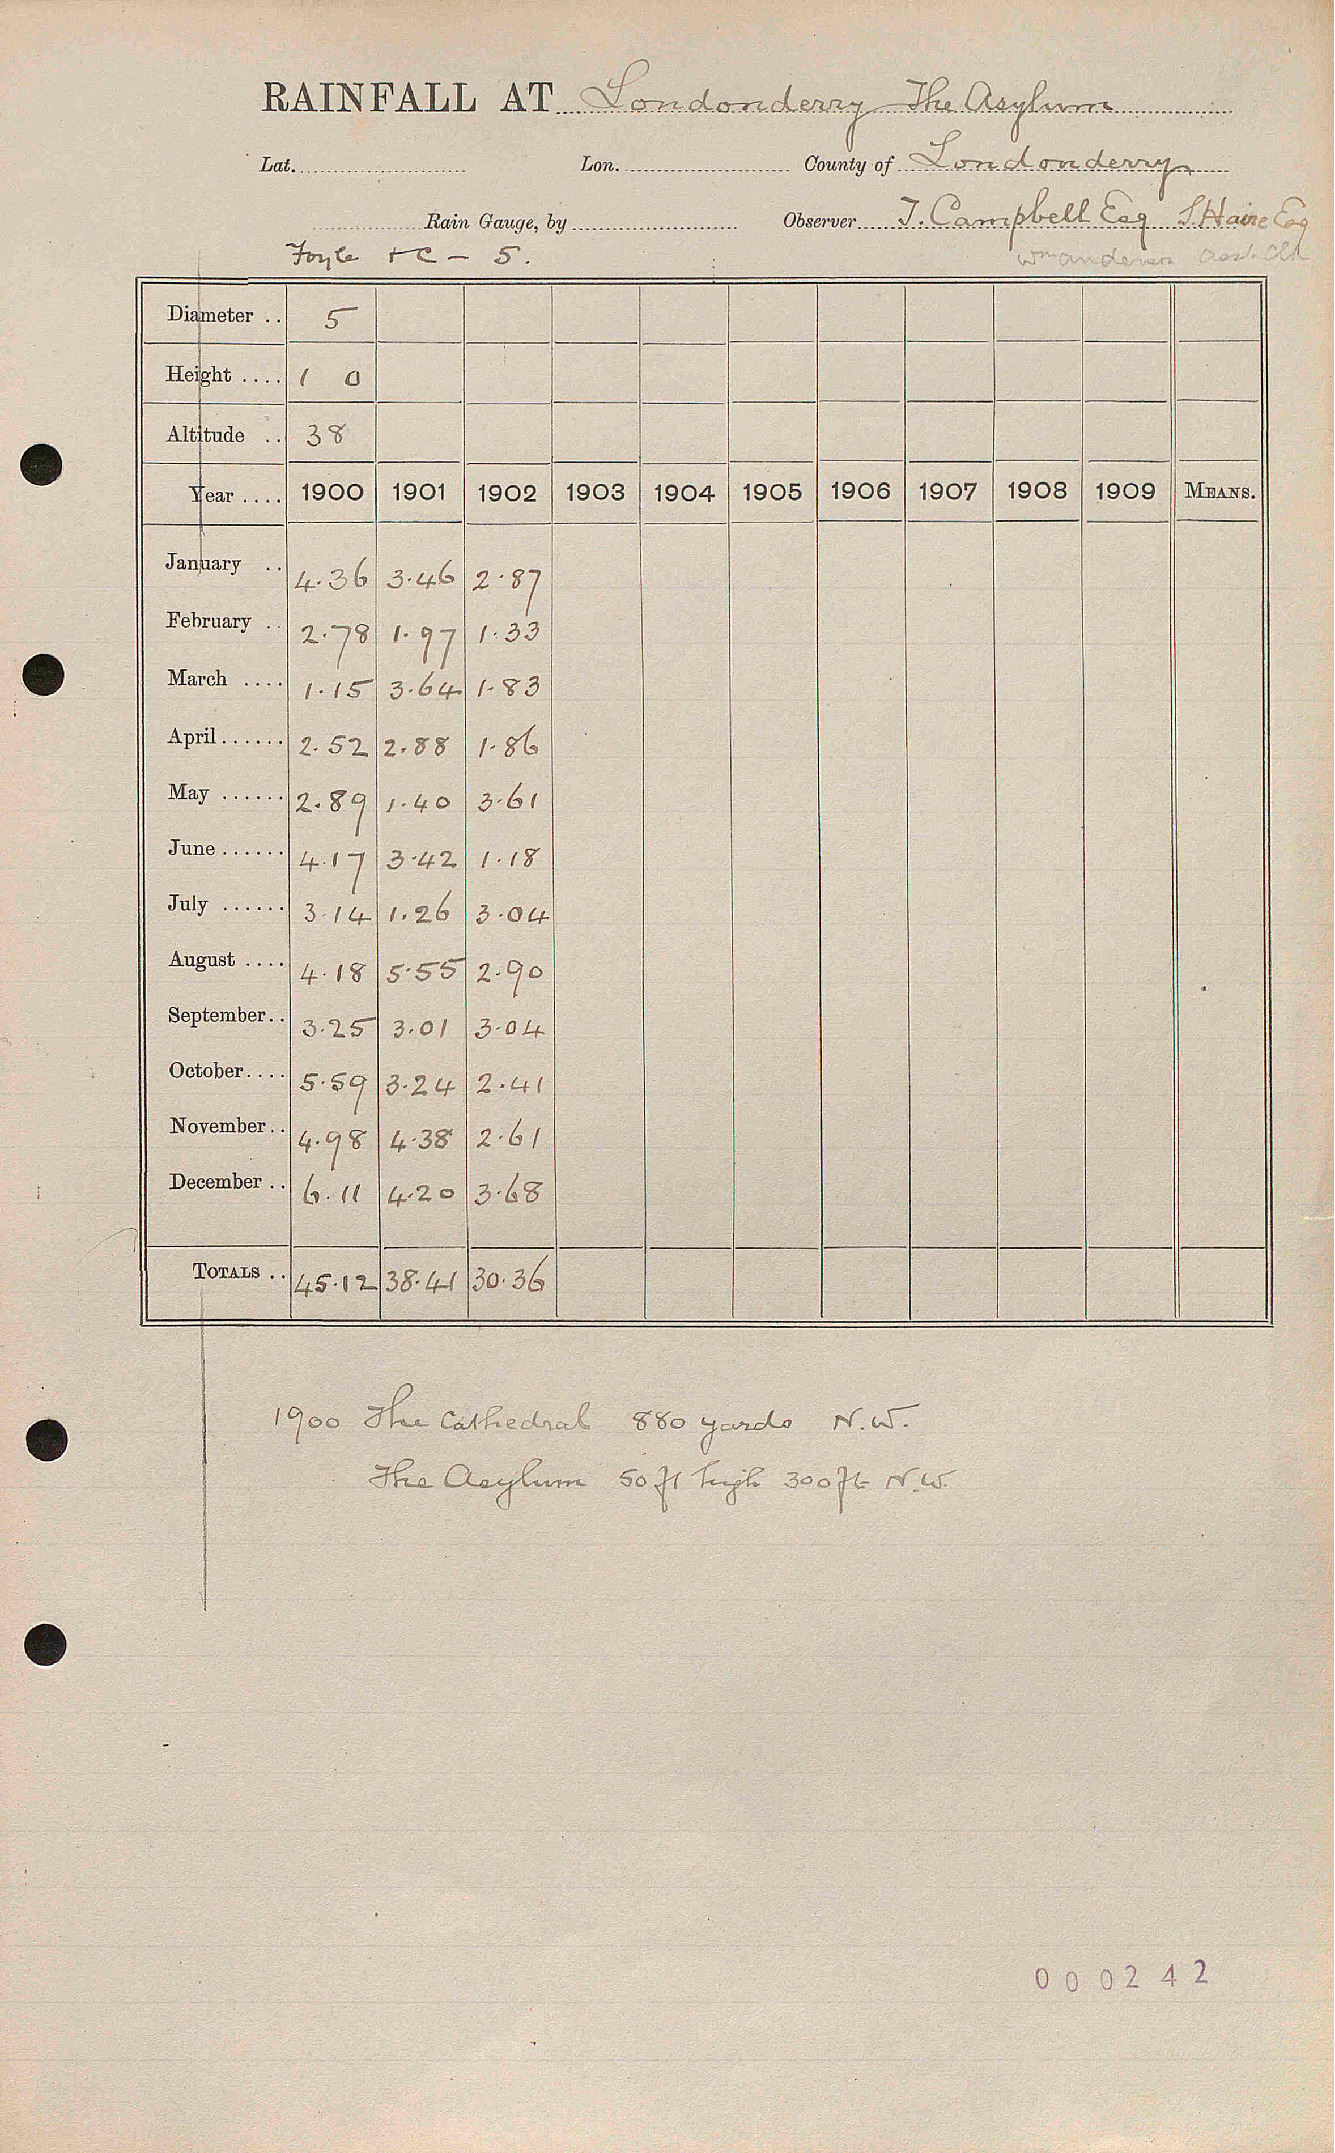 RAINFALL AT Londonderry The Asylum
Lat. Lon. County of Londonderry
Rain Gauge, by Observer T. Campbell Esq S. Haire Esq
Foyle + C - 5. Wm Anderson Asst. Clk
Diameter .. 5
Height .... 1 0
Altitude .. 38
Year .... 1900 1901 1902 1903 1904 1905 1906 1907 1908 1909 MEANS.
January .. 4.36 3.46 2.87
February .. 2.78 1.97 1.33
March .... 1.15 3.64 1.83
April ...... 2.52 2.88 1.86
May ...... 2.89 1.40 3.61
June ...... 4.17 3.42 1.18
July ...... 3.14 1.26 3.04
August .... 4.18 5.55 2.90
September.. 3.25 3.01 3.04
October.... 5.59 3.24 2.41
November.. 4.98 4.38 2.61
December .. 6.11 4.20 3.68
TOTALS .. 45.12 38.41 30.36
1900 The Cathedral 880 yards N.W.
The Asylum 50 ft high 300 ft N.W.
000242